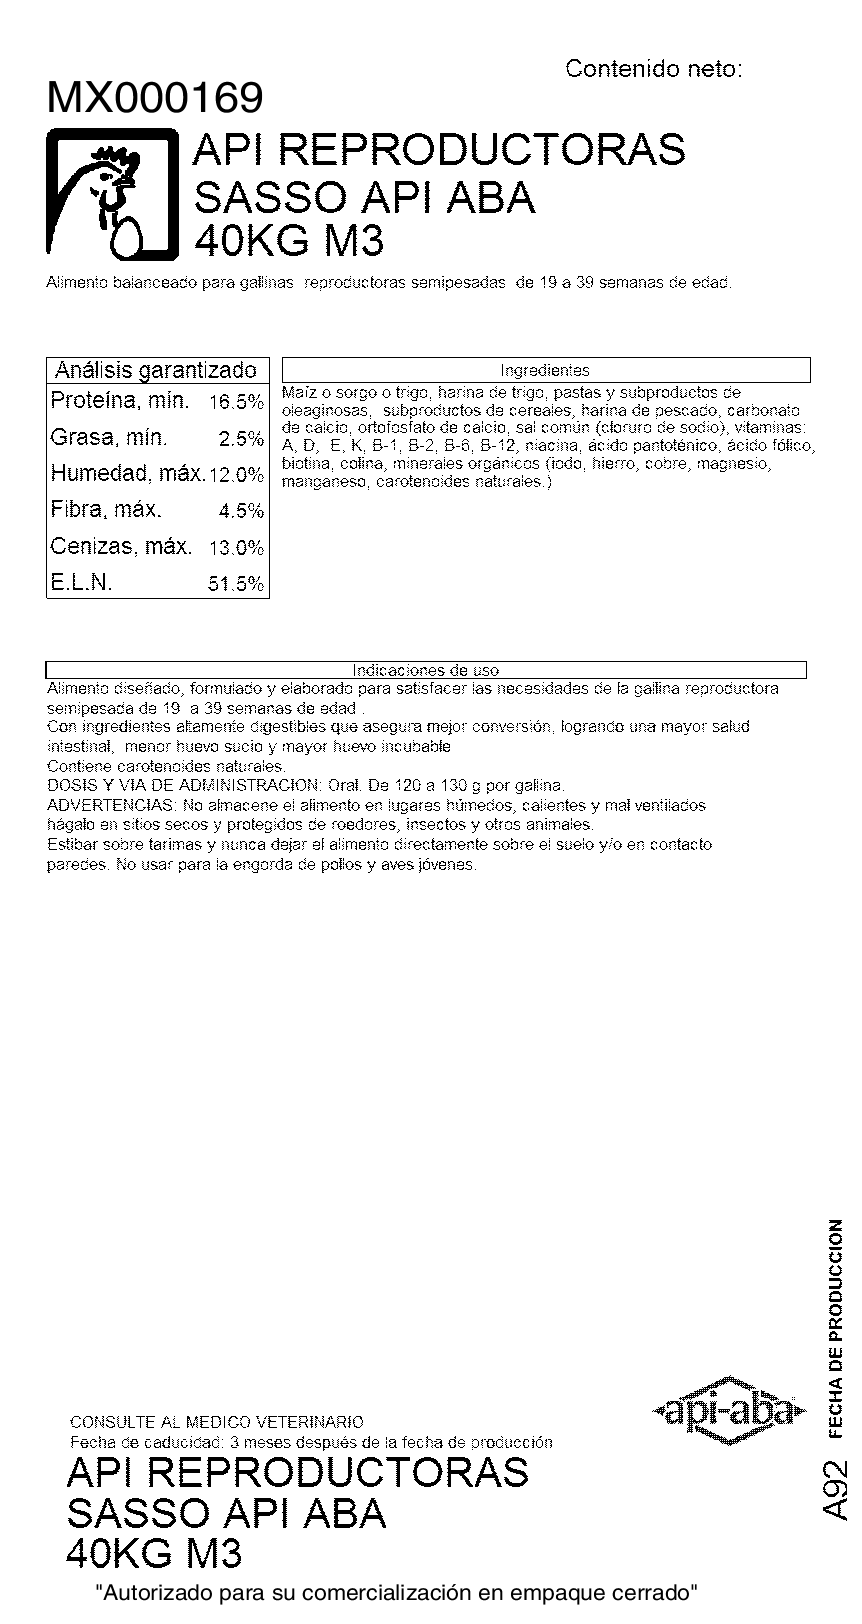 Contenido neto:
MX000169
API REPRODUCTORAS
SASSO API ABA
40KG M3
Alimento balanceado para gallinas reproductoras semipesadas de 19 a 39 semanas de edad.
Análisis garantizado
Proteína, mín. 16.5%
Grasa, mín. 2.5%
Humedad, máx. 12.0%
Fibra, máx. 4.5%
Cenizas, máx. 13.0%
E.L.N. 51.5%
Ingredientes
Maíz o sorgo o trigo, harina de trigo, pastas y subproductos de
oleaginosas, subproductos de cereales, harina de pescado, carbonato
de calcio, ortofosfato de calcio, sal común (cloruro de sodio), vitaminas:
A, D, E, K, B-1, B-2, B-6, B-12, niacina, ácido pantoténico, ácido fólico,
biotina, colina, minerales orgánicos (iodo, hierro, cobre, magnesio,
manganeso, carotenoides naturales.)
Indicaciones de uso
Alimento diseñado, formulado y elaborado para satisfacer las necesidades de la gallina reproductora
semipesada de 19 a 39 semanas de edad .
Con ingredientes altamente digestibles que asegura mejor conversión, logrando una mayor salud
intestinal, menor huevo sucio y mayor huevo incubable
Contiene carotenoides naturales.
DOSIS Y VIA DE ADMINISTRACION: Oral. De 120 a 130 g por gallina.
ADVERTENCIAS: No almacene el alimento en lugares húmedos, calientes y mal ventilados
hágalo en sitios secos y protegidos de roedores, insectos y otros animales.
Estibar sobre tarimas y nunca dejar el alimento directamente sobre el suelo y/o en contacto
paredes. No usar para la engorda de pollos y aves jóvenes.
FECHA DE PRODUCCION
A92
api-aba
CONSULTE AL MEDICO VETERINARIO
Fecha de caducidad: 3 meses después de la fecha de producción
API REPRODUCTORAS
SASSO API ABA
40KG M3
"Autorizado para su comercialización en empaque cerrado"